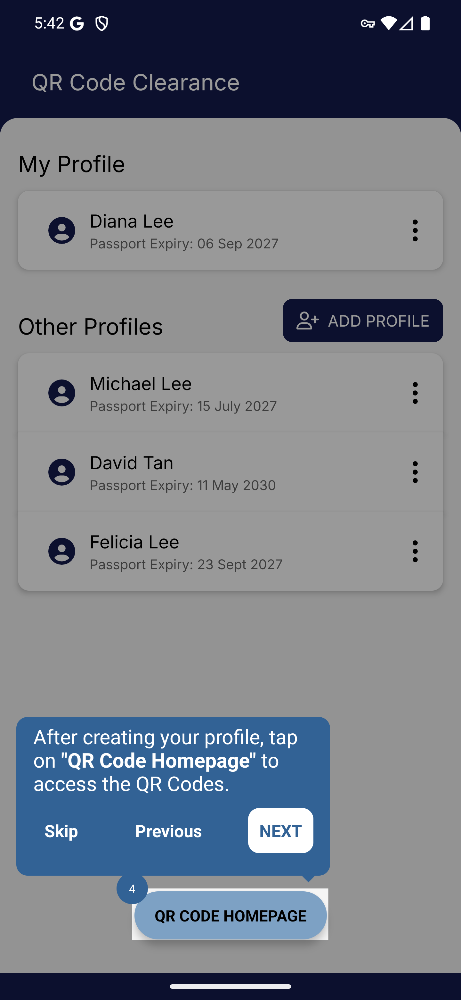 5:42
QR Code Clearance
My Profile
Diana Lee
Passport Expiry: 06 Sep 2027
Other Profiles
ADD PROFILE
Michael Lee
Passport Expiry: 15 July 2027
David Tan
Passport Expiry: 11 May 2030
Felicia Lee
Passport Expiry: 23 Sept 2027
After creating your profile, tap
on "QR Code Homepage" to
access the QR Codes.
Skip Previous NEXT
4
QR CODE HOMEPAGE